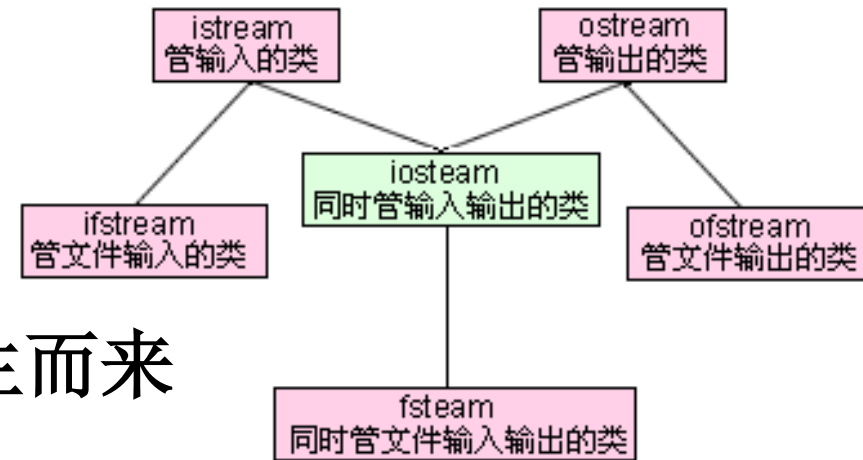 istream
管输入的类
ostream
管输出的类
iosteam
同时管输入输出的类
ifstream
管文件输入的类
ofstream
管文件输出的类
生而来
fsteam
同时管文件输入输出的类